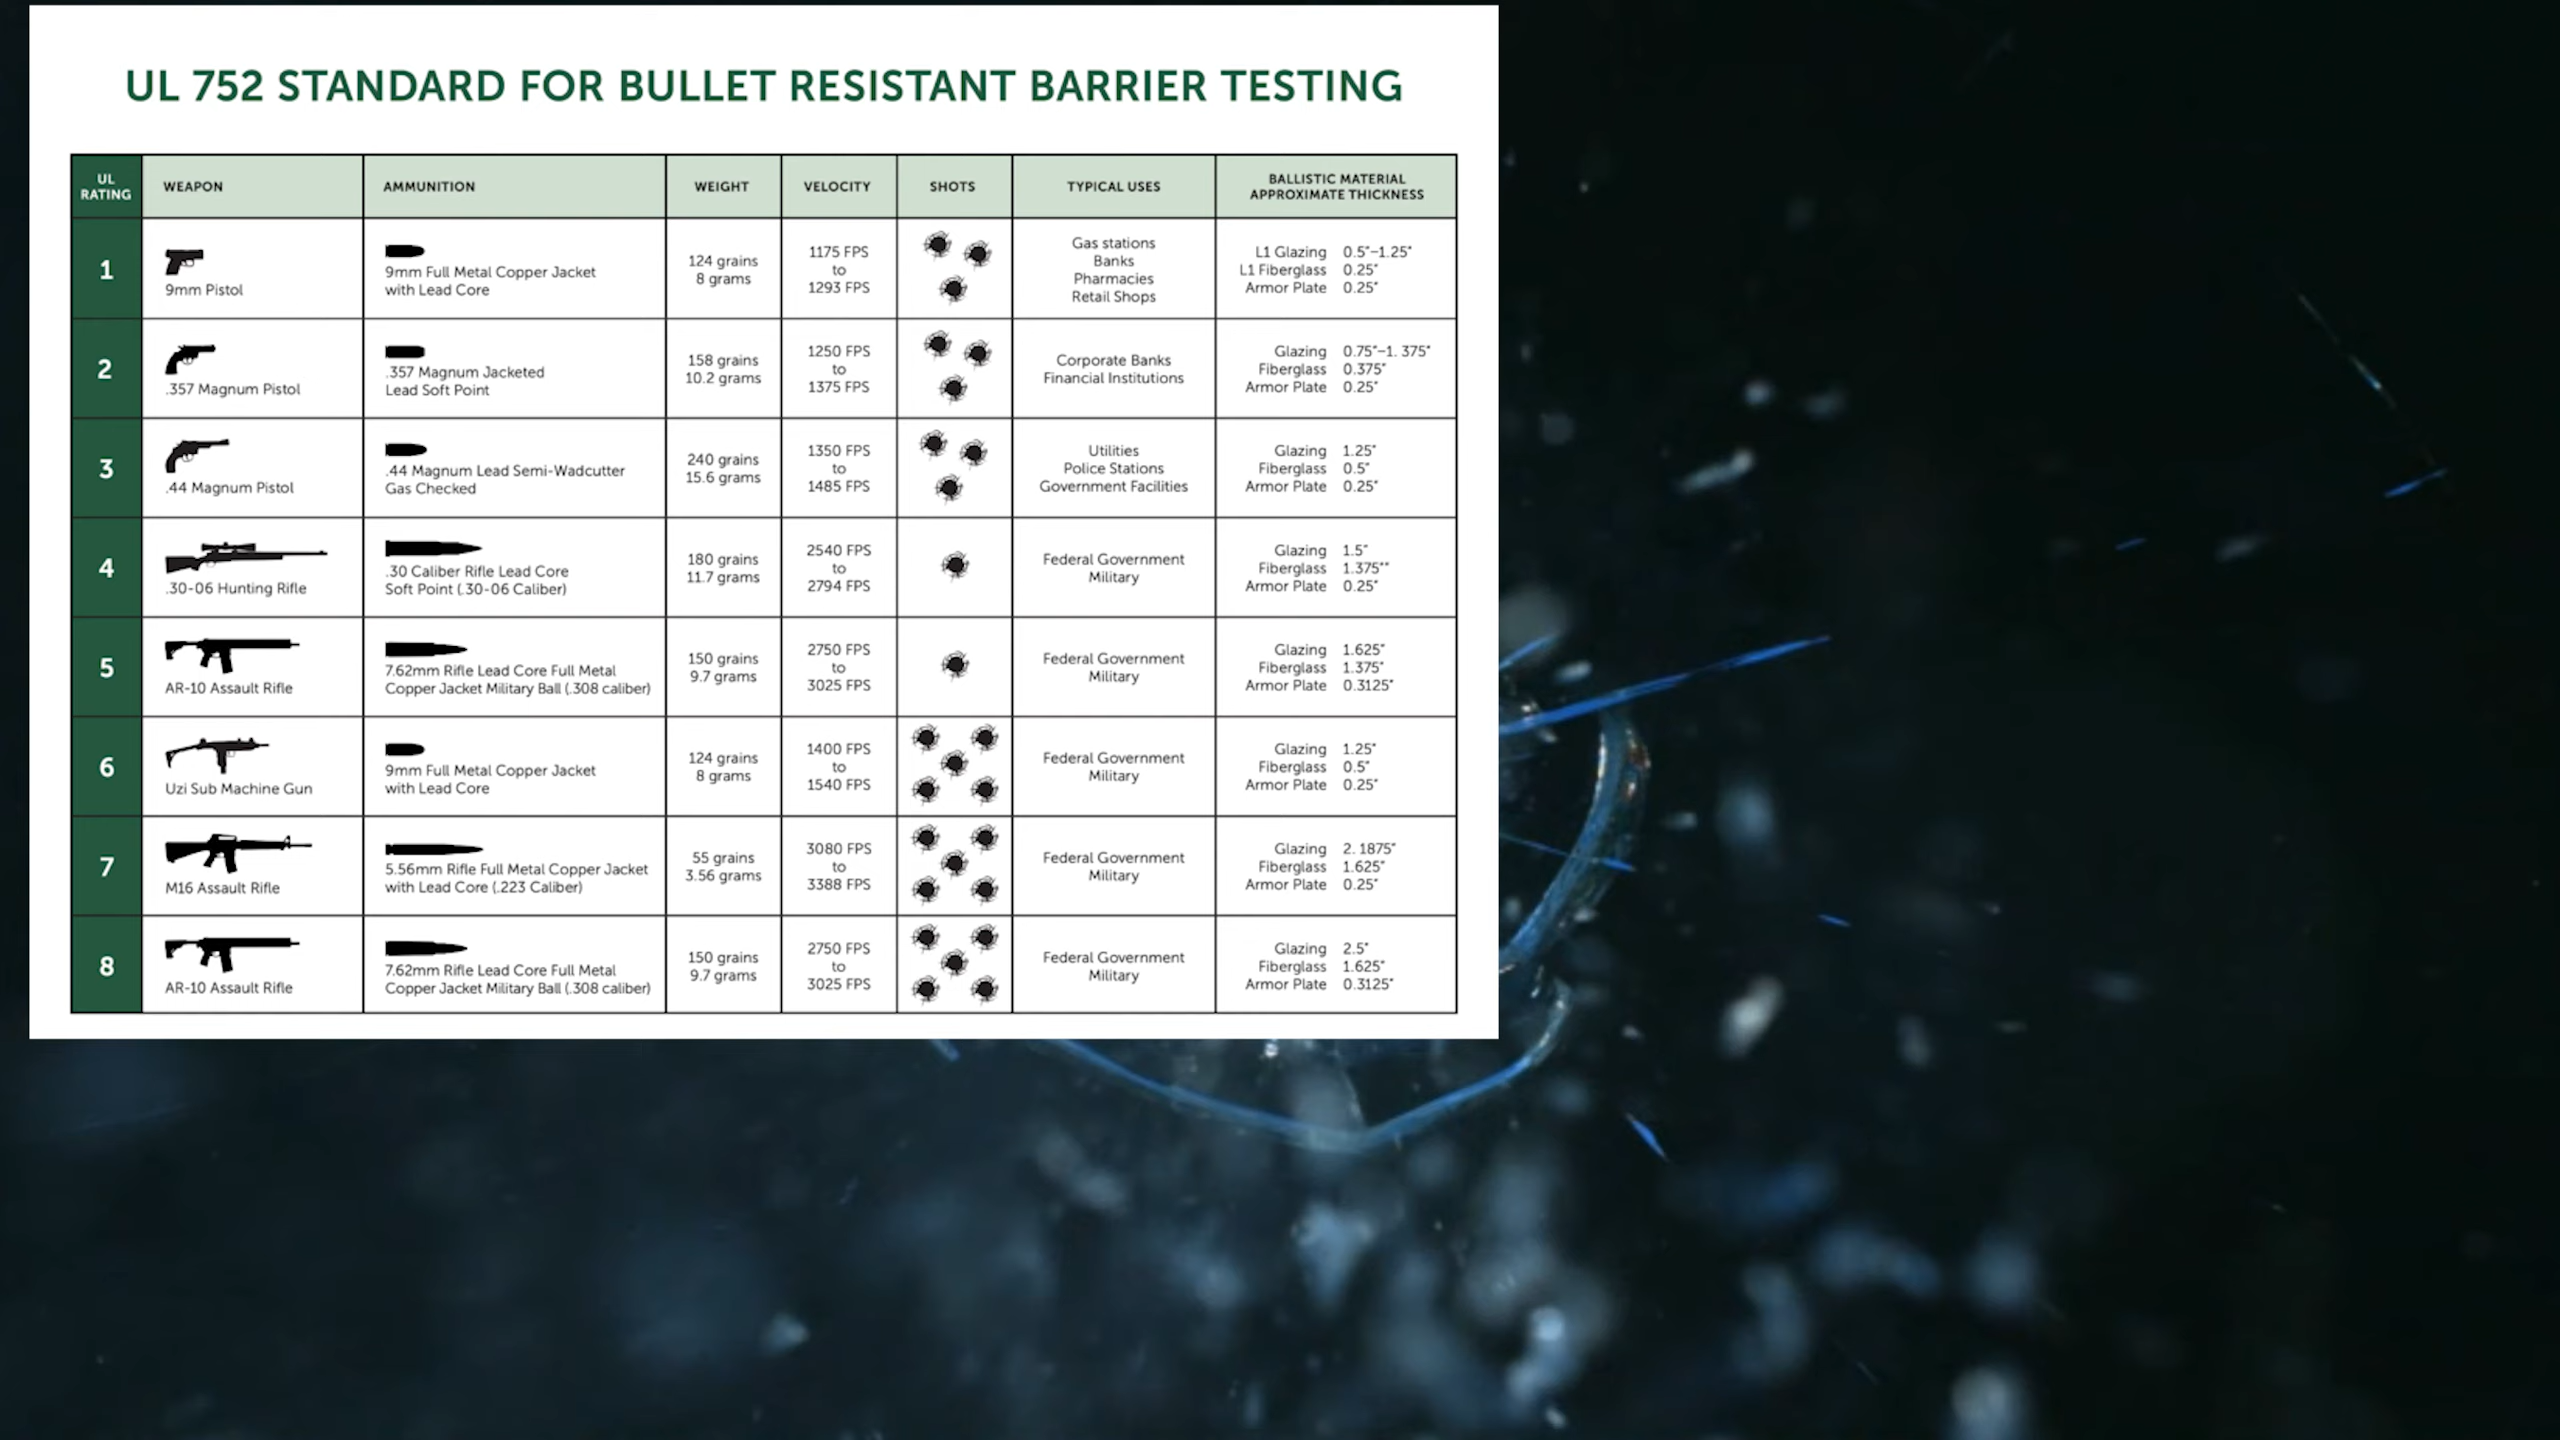 UL 752 STANDARD FOR BULLET RESISTANT BARRIER TESTING
UL
RATING
WEAPON
AMMUNITION
WEIGHT
VELOCITY
SHOTS
TYPICAL USES
BALLISTIC MATERIAL
APPROXIMATE THICKNESS
1
9mm Pistol
9mm Full Metal Copper Jacket
with Lead Core
124 grains
8 grams
1175 FPS
to
1293 FPS
Gas stations
Banks
Pharmacies
Retail Shops
L1 Glazing 0.5"–1.25"
L1 Fiberglass 0.25"
Armor Plate 0.25"
2
.357 Magnum Pistol
.357 Magnum Jacketed
Lead Soft Point
158 grains
10.2 grams
1250 FPS
to
1375 FPS
Corporate Banks
Financial Institutions
Glazing 0.75"–1. 375"
Fiberglass 0.375"
Armor Plate 0.25"
3
.44 Magnum Pistol
.44 Magnum Lead Semi-Wadcutter
Gas Checked
240 grains
15.6 grams
1350 FPS
to
1485 FPS
Utilities
Police Stations
Government Facilities
Glazing 1.25"
Fiberglass 0.5"
Armor Plate 0.25"
4
.30-06 Hunting Rifle
.30 Caliber Rifle Lead Core
Soft Point (.30-06 Caliber)
180 grains
11.7 grams
2540 FPS
to
2794 FPS
Federal Government
Military
Glazing 1.5"
Fiberglass 1.375""
Armor Plate 0.25"
5
AR-10 Assault Rifle
7.62mm Rifle Lead Core Full Metal
Copper Jacket Military Ball (.308 caliber)
150 grains
9.7 grams
2750 FPS
to
3025 FPS
Federal Government
Military
Glazing 1.625"
Fiberglass 1.375"
Armor Plate 0.3125"
6
Uzi Sub Machine Gun
9mm Full Metal Copper Jacket
with Lead Core
124 grains
8 grams
1400 FPS
to
1540 FPS
Federal Government
Military
Glazing 1.25"
Fiberglass 0.5"
Armor Plate 0.25"
7
M16 Assault Rifle
5.56mm Rifle Full Metal Copper Jacket
with Lead Core (.223 Caliber)
55 grains
3.56 grams
3080 FPS
to
3388 FPS
Federal Government
Military
Glazing 2. 1875"
Fiberglass 1.625"
Armor Plate 0.25"
8
AR-10 Assault Rifle
7.62mm Rifle Lead Core Full Metal
Copper Jacket Military Ball (.308 caliber)
150 grains
9.7 grams
2750 FPS
to
3025 FPS
Federal Government
Military
Glazing 2.5"
Fiberglass 1.625"
Armor Plate 0.3125"